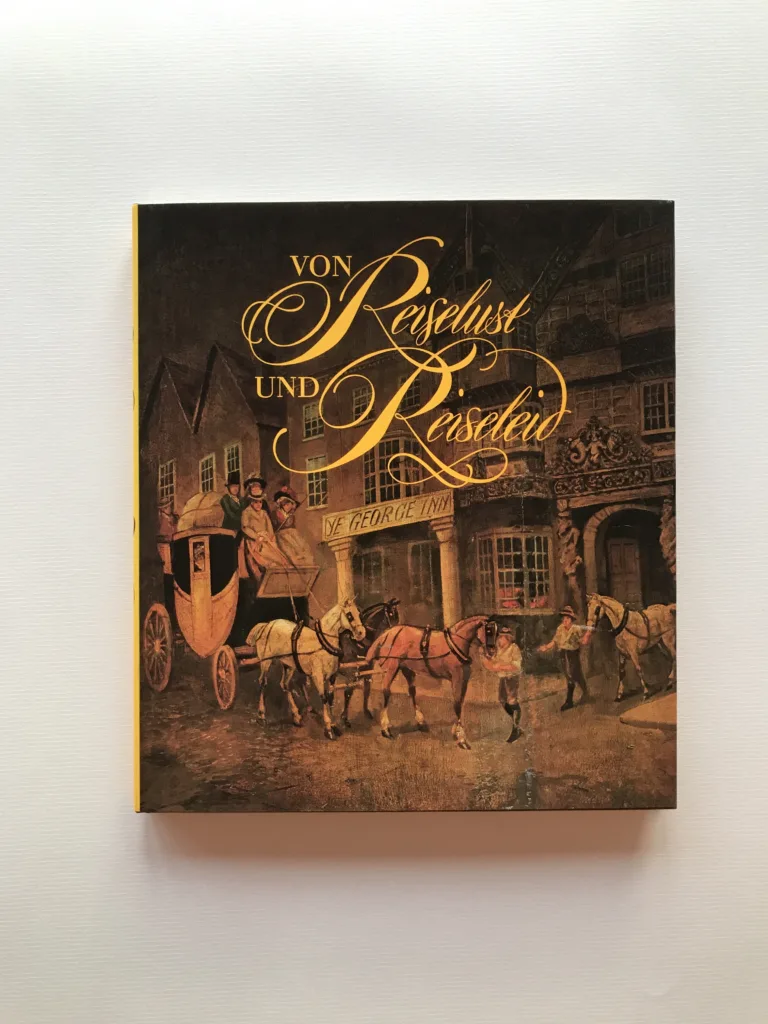 VON
Reiselust
UND
Reiseleid
YE GEORGE INN